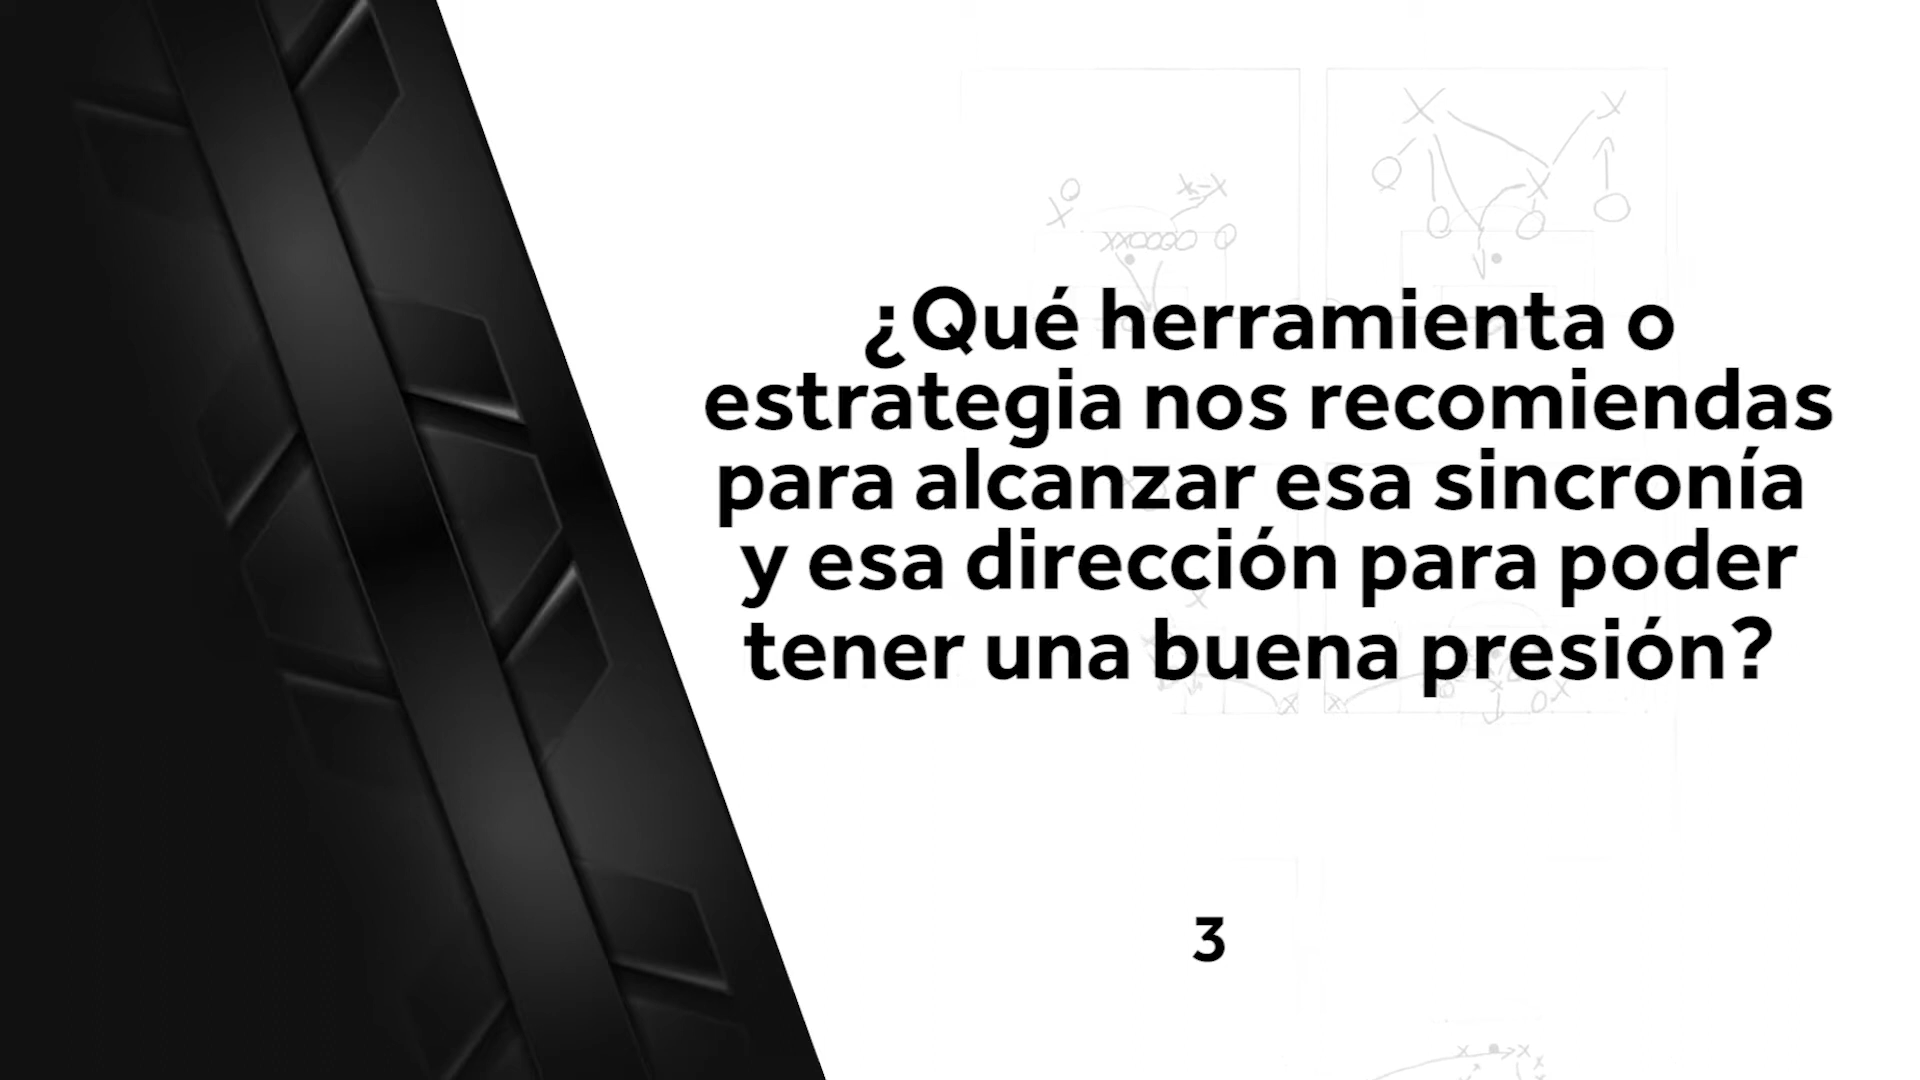 ¿Qué herramienta o
estrategia nos recomiendas
para alcanzar esa sincronía
y esa dirección para poder
tener una buena presión?
3